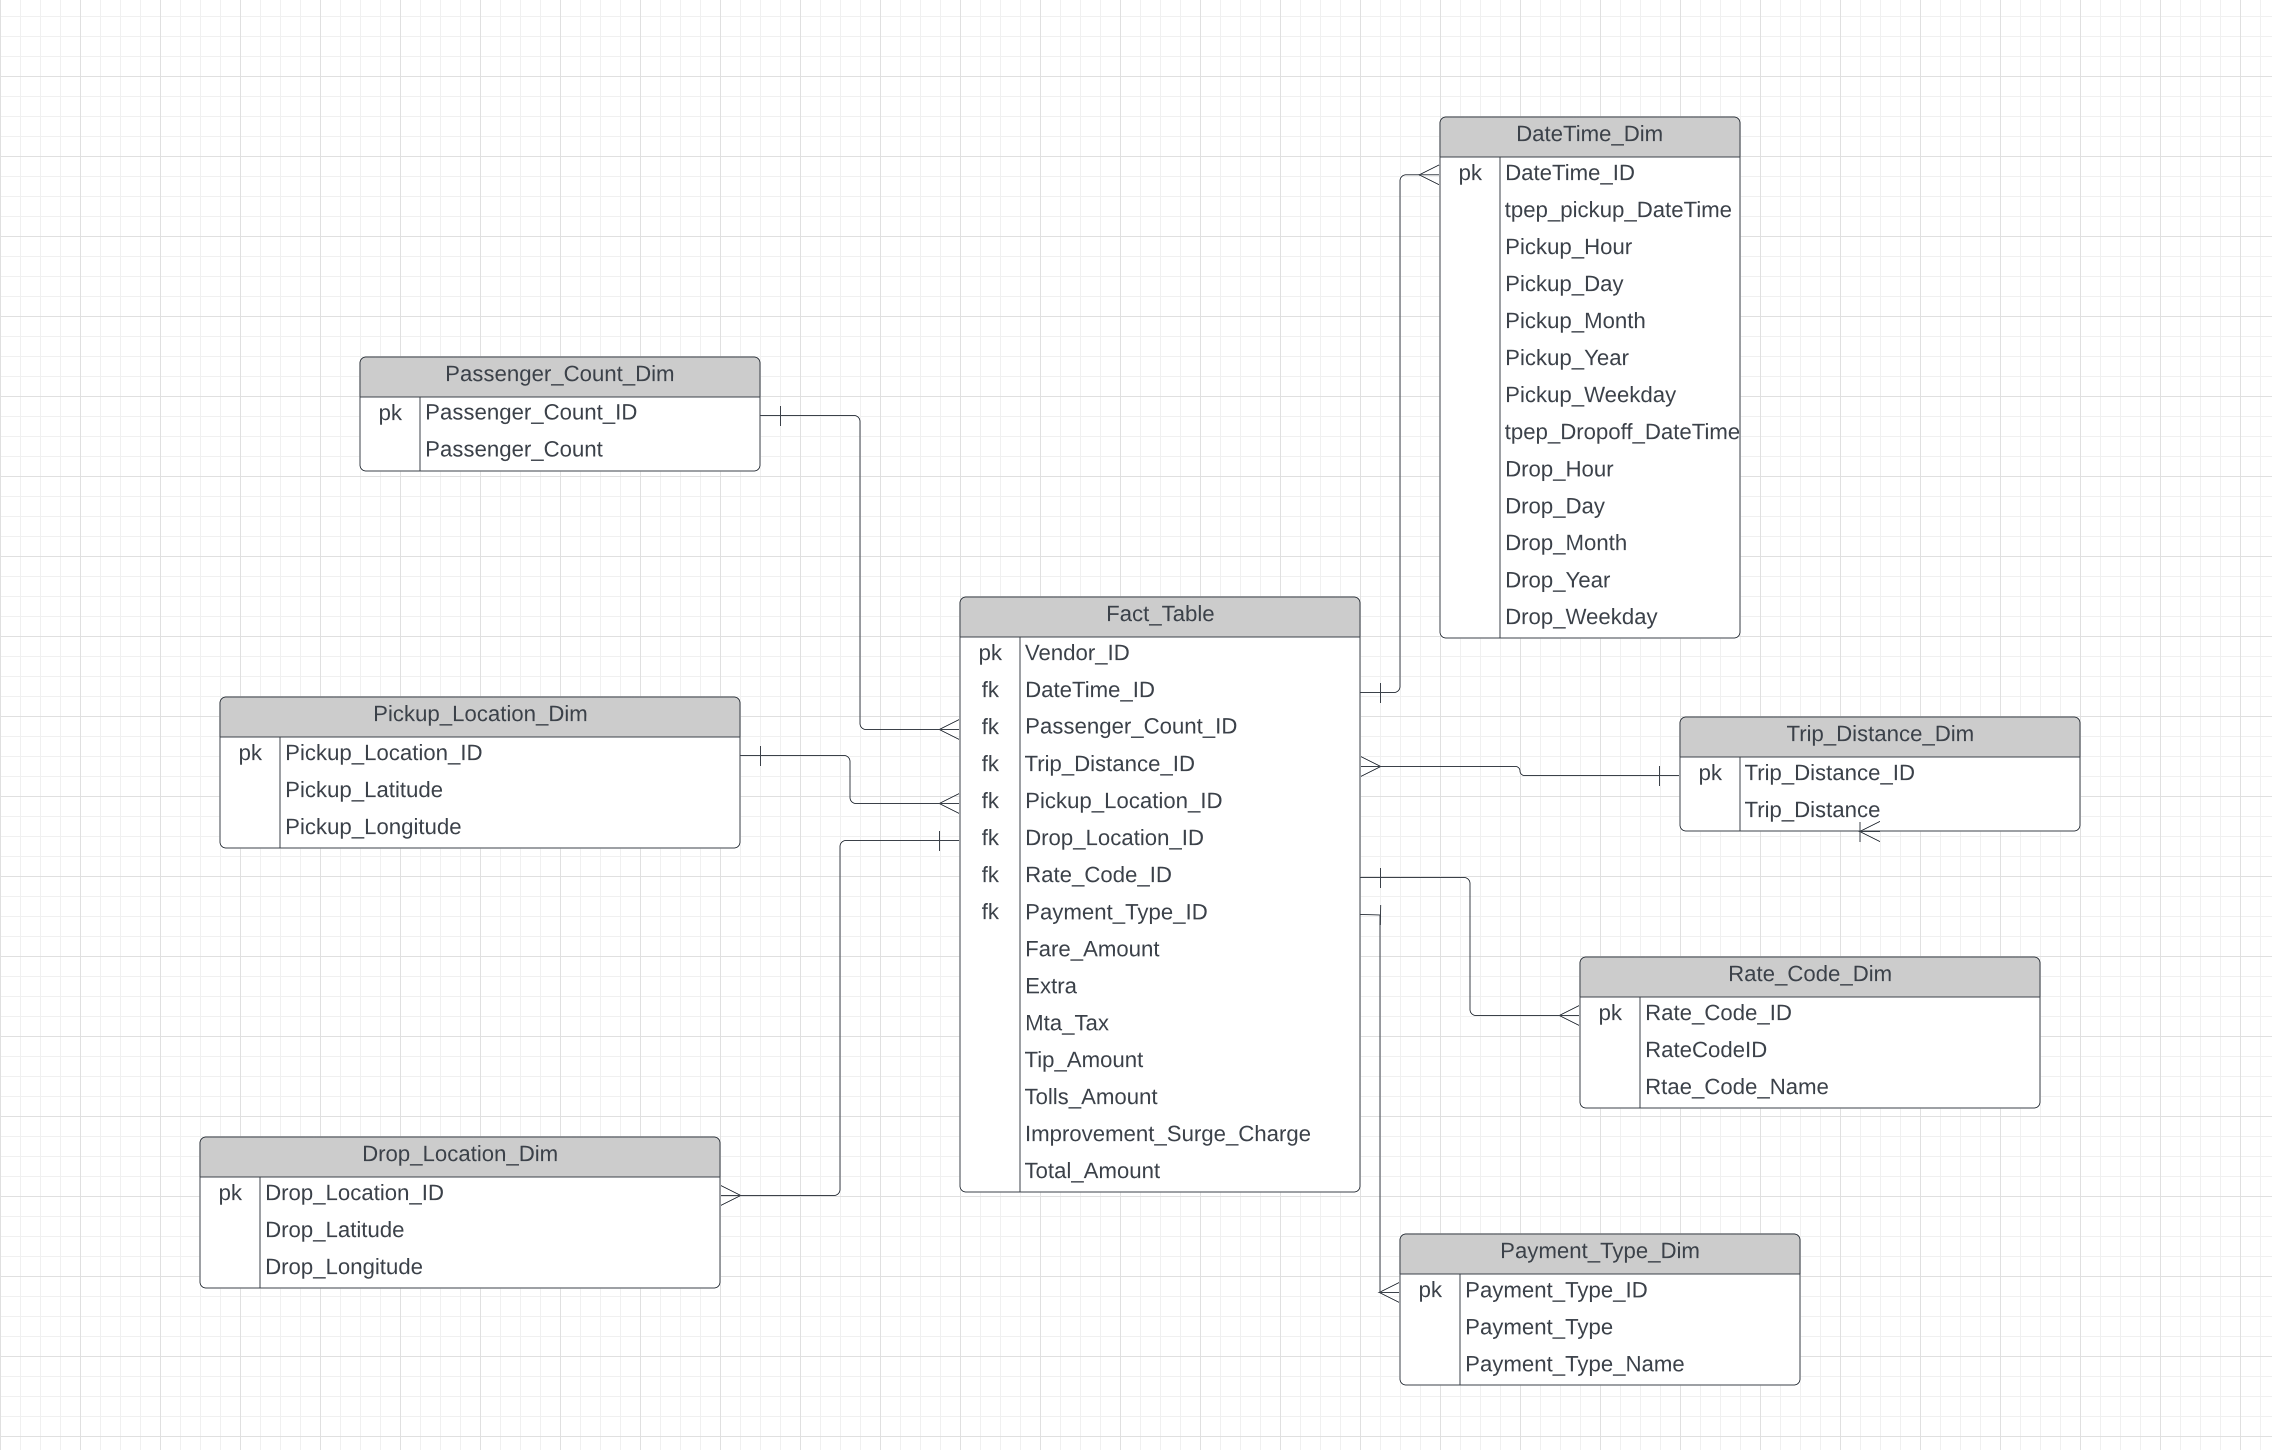 DateTime_Dim
pk DateTime_ID
tpep_pickup_DateTime
Pickup_Hour
Pickup_Day
Pickup_Month
Pickup_Year
Pickup_Weekday
tpep_Dropoff_DateTime
Drop_Hour
Drop_Day
Drop_Month
Drop_Year
Drop_Weekday
Passenger_Count_Dim
pk Passenger_Count_ID
Passenger_Count
Fact_Table
pk Vendor_ID
fk DateTime_ID
fk Passenger_Count_ID
fk Trip_Distance_ID
fk Pickup_Location_ID
fk Drop_Location_ID
fk Rate_Code_ID
fk Payment_Type_ID
Fare_Amount
Extra
Mta_Tax
Tip_Amount
Tolls_Amount
Improvement_Surge_Charge
Total_Amount
Pickup_Location_Dim
pk Pickup_Location_ID
Pickup_Latitude
Pickup_Longitude
Trip_Distance_Dim
pk Trip_Distance_ID
Trip_Distance
Rate_Code_Dim
pk Rate_Code_ID
RateCodeID
Rtae_Code_Name
Drop_Location_Dim
pk Drop_Location_ID
Drop_Latitude
Drop_Longitude
Payment_Type_Dim
pk Payment_Type_ID
Payment_Type
Payment_Type_Name